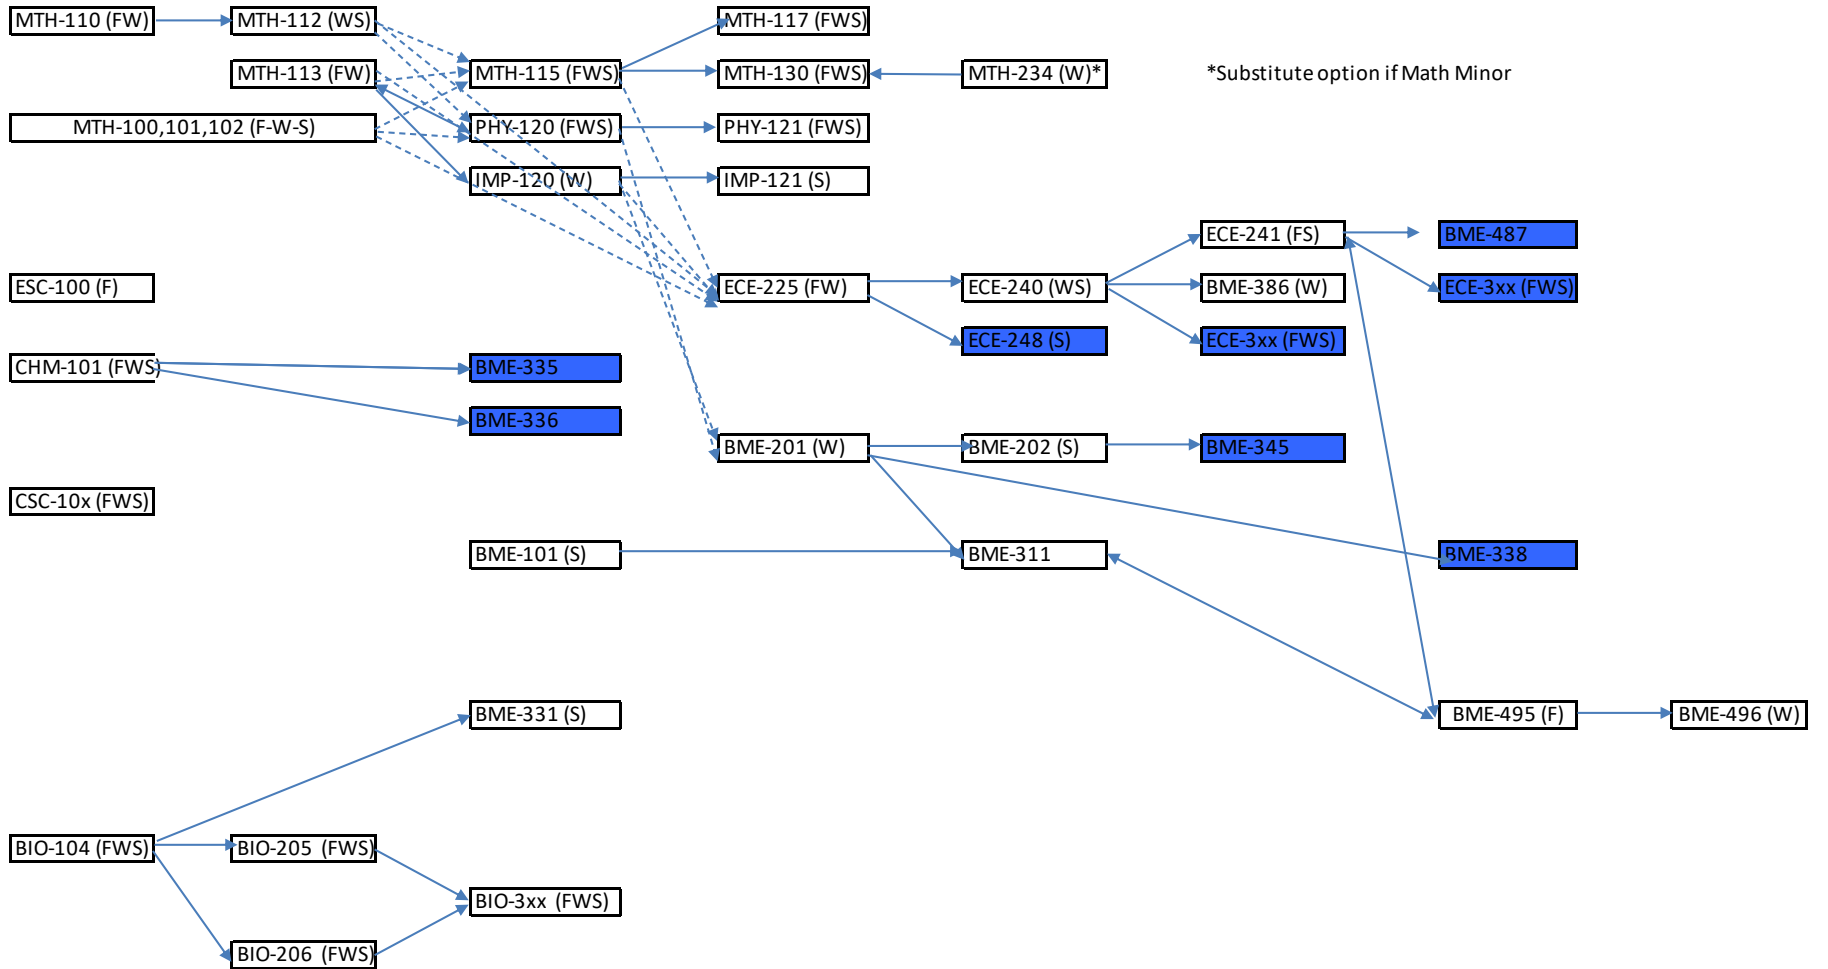 MTH-110 (FW)
MTH-112 (WS)
MTH-117 (FWS)
MTH-113 (FW)
MTH-115 (FWS)
MTH-130 (FWS)
MTH-234 (W)*
*Substitute option if Math Minor
MTH-100,101,102 (F-W-S)
PHY-120 (FWS)
PHY-121 (FWS)
IMP-120 (W)
IMP-121 (S)
ECE-241 (FS)
BME-487
ESC-100 (F)
ECE-225 (FW)
ECE-240 (WS)
BME-386 (W)
ECE-3xx (FWS)
ECE-248 (S)
ECE-3xx (FWS)
CHM-101 (FWS)
BME-335
BME-336
BME-201 (W)
BME-202 (S)
BME-345
CSC-10x (FWS)
BME-101 (S)
BME-311
BME-338
BME-331 (S)
BME-495 (F)
BME-496 (W)
BIO-104 (FWS)
BIO-205 (FWS)
BIO-3xx (FWS)
BIO-206 (FWS)